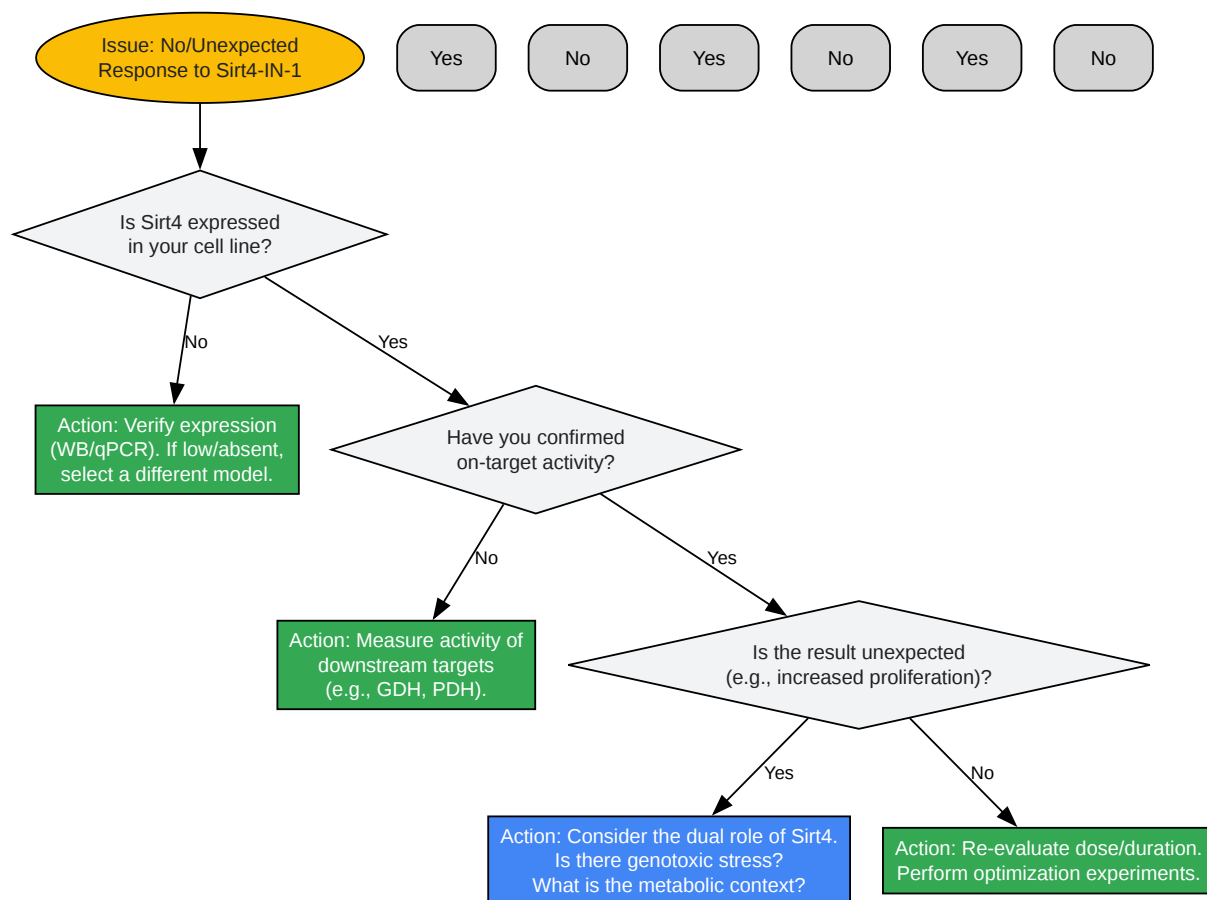 Issue: No/Unexpected
Response to Sirt4-IN-1
Yes
No
Yes
No
Yes
No
Is Sirt4 expressed
in your cell line?
No
Yes
Action: Verify expression
(WB/qPCR). If low/absent,
select a different model.
Have you confirmed
on-target activity?
No
Yes
Action: Measure activity of
downstream targets
(e.g., GDH, PDH).
Is the result unexpected
(e.g., increased proliferation)?
Yes
No
Action: Consider the dual role of Sirt4.
Is there genotoxic stress?
What is the metabolic context?
Action: Re-evaluate dose/duration.
Perform optimization experiments.